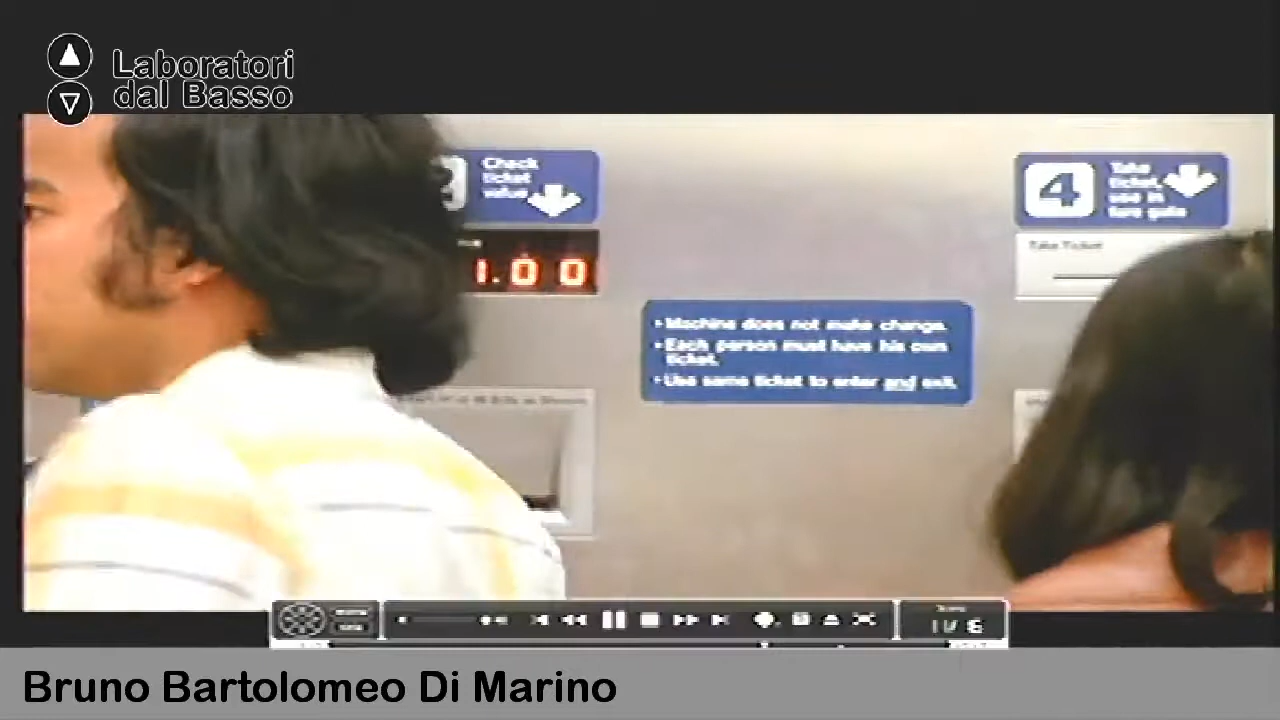 Laboratori
dal Basso
Check
ticket
value
4
Take
ticket,
use in
fare gate
1.00
Take Ticket
• Machine does not make change.
• Each person must have his own
ticket.
• Use same ticket to enter and exit.
Bruno Bartolomeo Di Marino